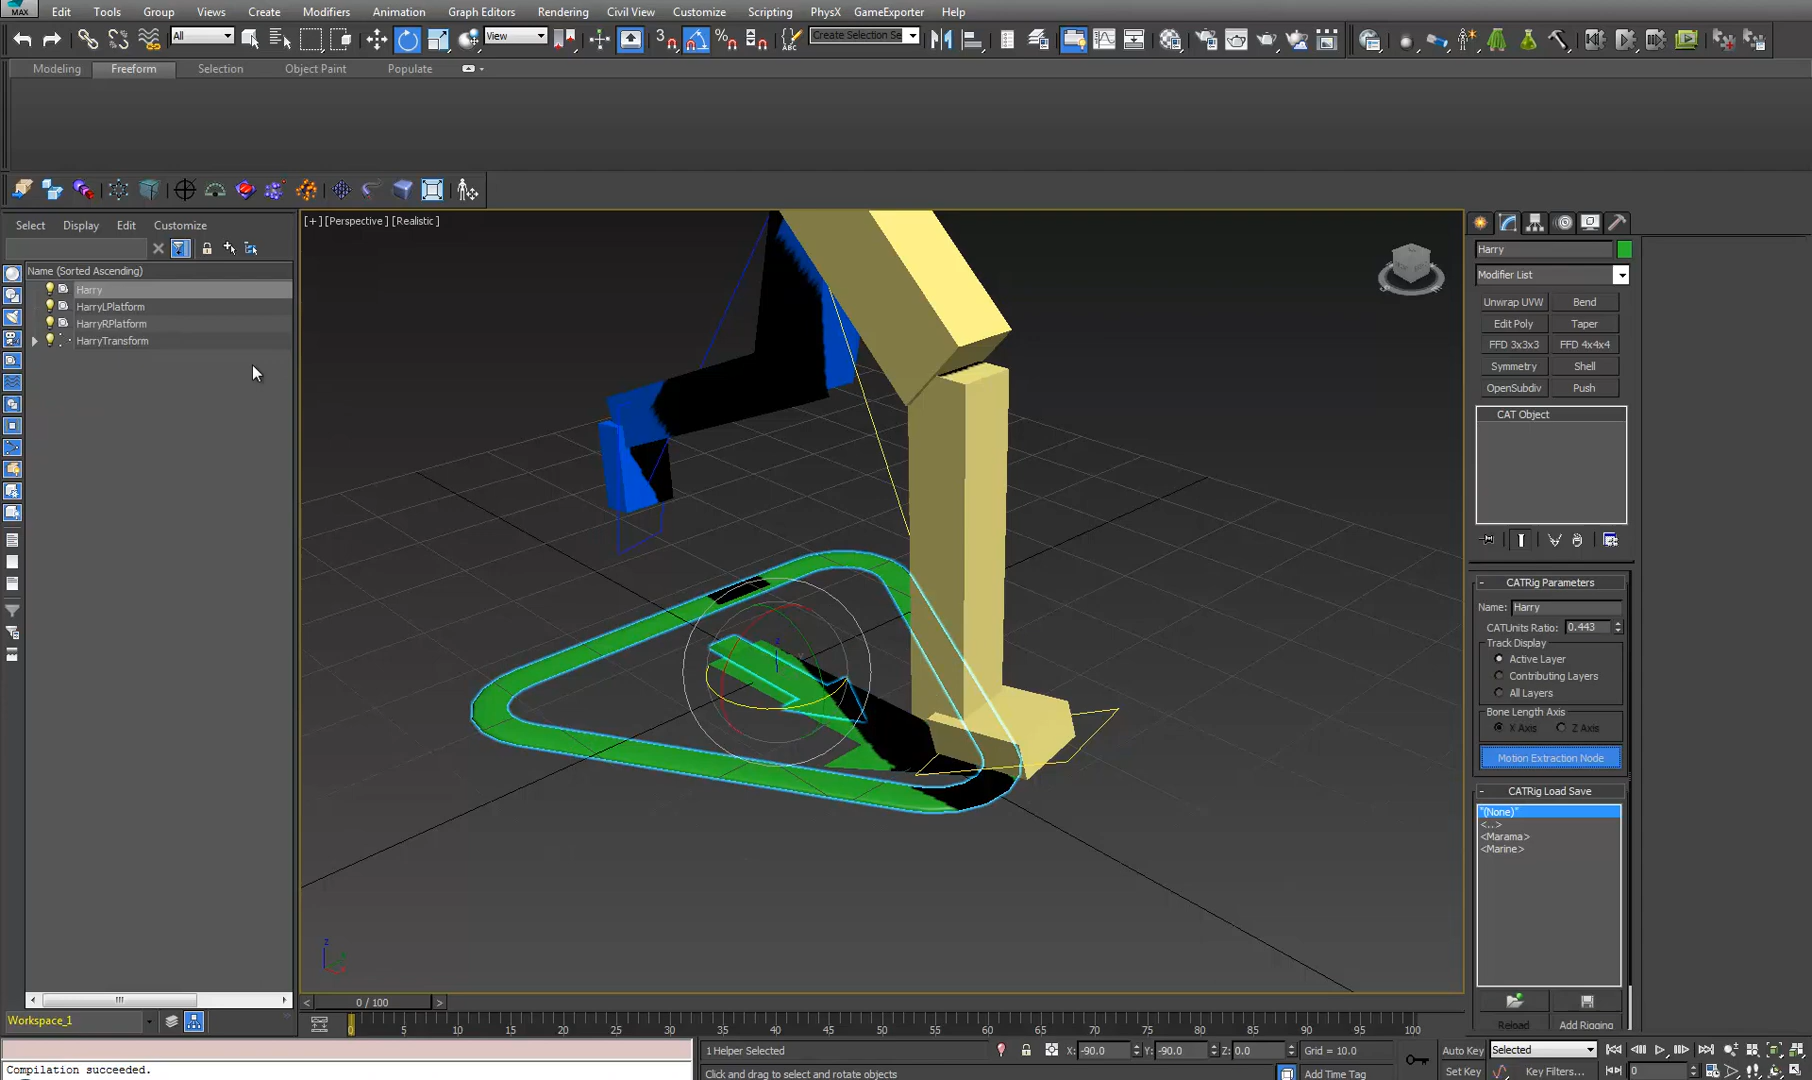 MAX Edit Tools Group Views Create Modifiers Animation Graph Editors Rendering Civil View Customize Scripting PhysX GameExporter Help
All View 3 Create Selection Se
Modeling Freeform Selection Object Paint Populate
Select Display Edit Customize
[+] [Perspective] [Realistic]
Name (Sorted Ascending)
Harry
HarryLPlatform
HarryRPlatform
HarryTransform
Harry
Modifier List
Unwrap UVW Bend
Edit Poly Taper
FFD 3x3x3 FFD 4x4x4
Symmetry Shell
OpenSubdiv Push
CAT Object
- CATRig Parameters
Name: Harry
CATUnits Ratio: 0.443
Track Display
Active Layer
Contributing Layers
All Layers
Bone Length Axis
X Axis Z Axis
Motion Extraction Node
- CATRig Load Save
"(None)"
<..>
<Marama>
<Marine>
Reload Add Rigging
z
z
< 0 / 100 >
Workspace_1
0 5 10 15 20 25 30 35 40 45 50 55 60 65 70 75 80 85 90 95 100
1 Helper Selected X: -90.0 Y: -90.0 Z: 0.0 Grid = 10.0 Auto Key Selected
Compilation succeeded.
Click and drag to select and rotate objects Add Time Tag Set Key Key Filters... 0